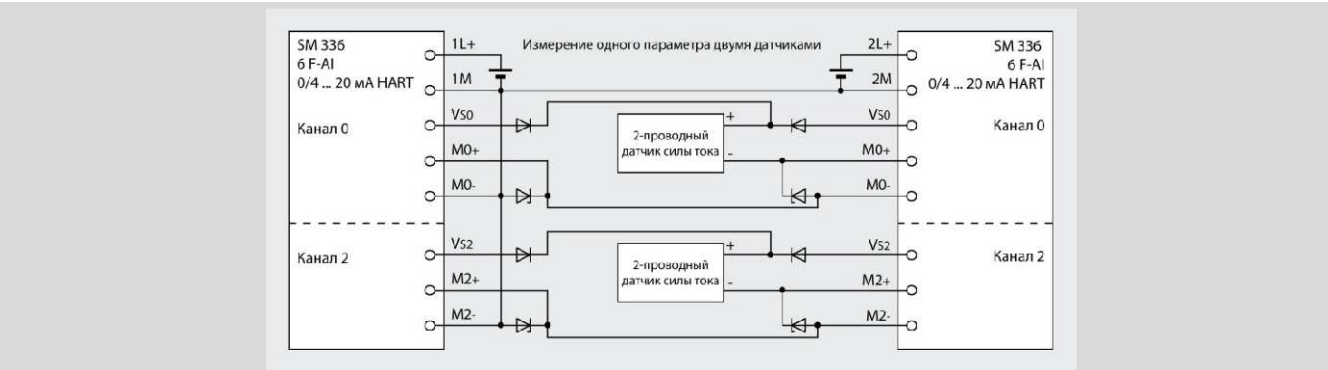 SM 336
6 F-AI
0/4 ... 20 мА HART
1L+
1M
Измерение одного параметра двумя датчиками
2L+
2M
SM 336
6 F-AI
0/4 ... 20 мА HART
Канал 0
VS0
M0+
M0-
2-проводный
датчик силы тока
+
-
VS0
M0+
M0-
Канал 0
Канал 2
VS2
M2+
M2-
2-проводный
датчик силы тока
+
-
VS2
M2+
M2-
Канал 2